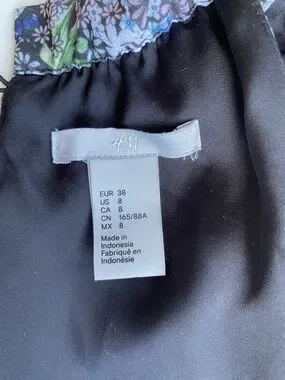 H&M
EUR 38
US 8
CA 8
CN 165/88A
MX 8
Made in
Indonesia
Fabriqué en
Indonésie